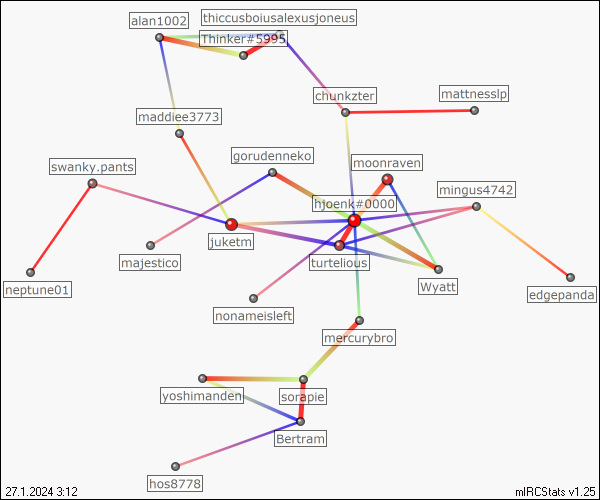 thiccusboiusalexusjoneus
alan1002
Thinker#5995
chunkzter
mattnesslp
maddiee3773
gorudenneko
moonraven
swanky.pants
mingus4742
hjoenk#0000
juketm
majestico
turtelious
Wyatt
neptune01
edgepanda
nonameisleft
mercurybro
yoshimanden
sorapie
Bertram
hos8778
27.1.2024 3:12
mIRCStats v1.25